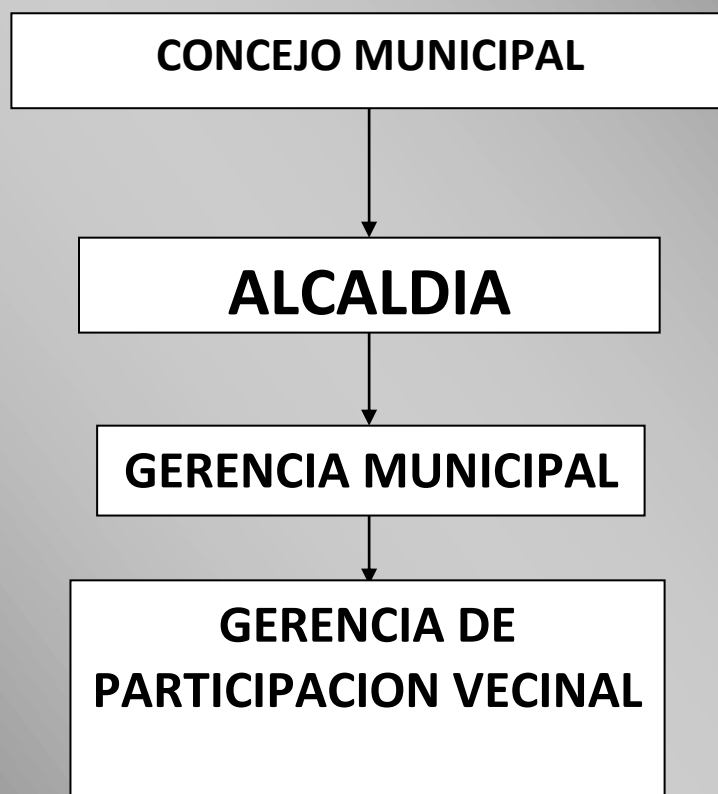 CONCEJO MUNICIPAL
ALCALDIA
GERENCIA MUNICIPAL
GERENCIA DE
PARTICIPACION VECINAL